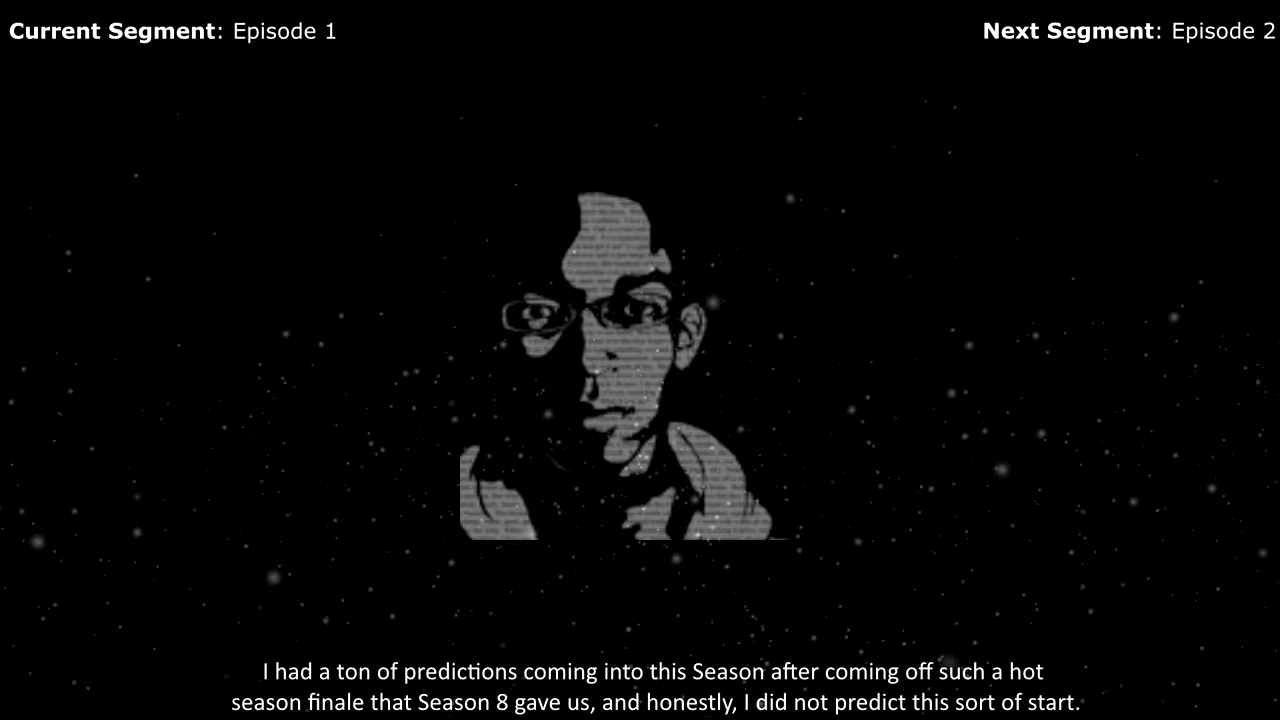 Current Segment: Episode 1
Next Segment: Episode 2
I had a ton of predictions coming into this Season after coming off such a hot
season finale that Season 8 gave us, and honestly, I did not predict this sort of start.